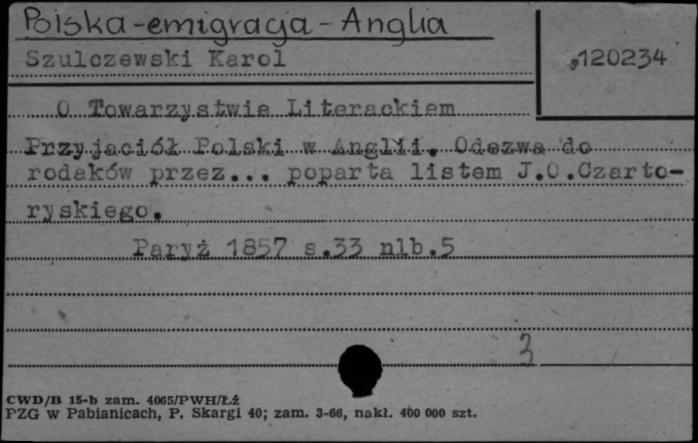 Polska-emigracja-Anglia
Szulczewski Karol
120234
O Towarzystwie Literackiem
Przyjaciół Polski w Anglii. Odezwa do
rodaków przez... poparta listem J.O.Czarto-
ryskiego.
Paryż 1857 s.33 nlb.5
3
CWD/B 15-b zam. 4065/PWH/Łż
PZG w Pabianicach, P. Skargi 40; zam. 3-66, nakł. 400 000 szt.